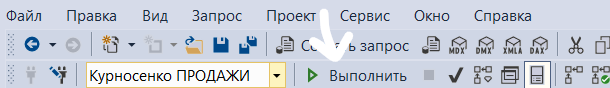 Файл Правка Вид Запрос Проект Сервис Окно Справка
Создать запрос MDX DMX XMLA DAX
Курносенко ПРОДАЖИ Выполнить